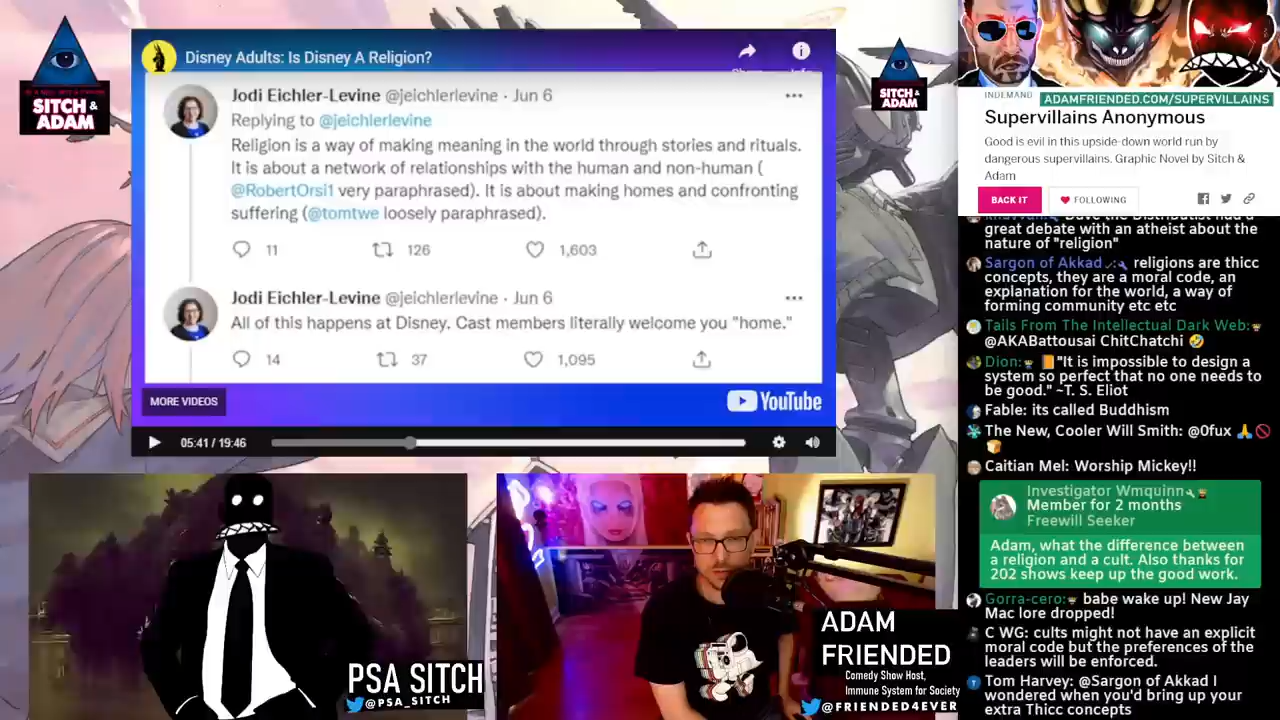 SITCH &
ADAM
Disney Adults: Is Disney A Religion?
Jodi Eichler-Levine @jeichlerlevine · Jun 6
Replying to @jeichlerlevine
Religion is a way of making meaning in the world through stories and rituals.
It is about a network of relationships with the human and non-human (
@RobertOrsi1 very paraphrased). It is about making homes and confronting
suffering (@tomtwe loosely paraphrased).
11 126 1,603
Jodi Eichler-Levine @jeichlerlevine · Jun 6
All of this happens at Disney. Cast members literally welcome you "home."
14 37 1,095
MORE VIDEOS
YouTube
05:41 / 19:46
SITCH &
ADAM
PSA SITCH
@PSA_SITCH
ADAM
FRIENDED
Comedy Show Host,
Immune System for Society
@FRIENDED4EVER
INDEMAND
ADAMFRIENDED.COM/SUPERVILLAINS
Supervillains Anonymous
Good is evil in this upside-down world run by
dangerous supervillains. Graphic Novel by Sitch &
Adam
BACK IT
FOLLOWING
great debate with an atheist about the
nature of "religion"
Sargon of Akkad: religions are thicc
concepts, they are a moral code, an
explanation for the world, a way of
forming community etc etc
Tails From The Intellectual Dark Web:
@AKABattousai ChitChatchi 🤣
Dion: 📙"It is impossible to design a
system so perfect that no one needs to
be good." ~T. S. Eliot
Fable: its called Buddhism
The New, Cooler Will Smith: @0fux 🙏🚫
🍞
Caitian Mel: Worship Mickey!!
Investigator Wmquinn
Member for 2 months
Freewill Seeker
Adam, what the difference between
a religion and a cult. Also thanks for
202 shows keep up the good work.
Gorra-cero: babe wake up! New Jay
Mac lore dropped!
C WG: cults might not have an explicit
moral code but the preferences of the
leaders will be enforced.
Tom Harvey: @Sargon of Akkad I
wondered when you'd bring up your
extra Thicc concepts